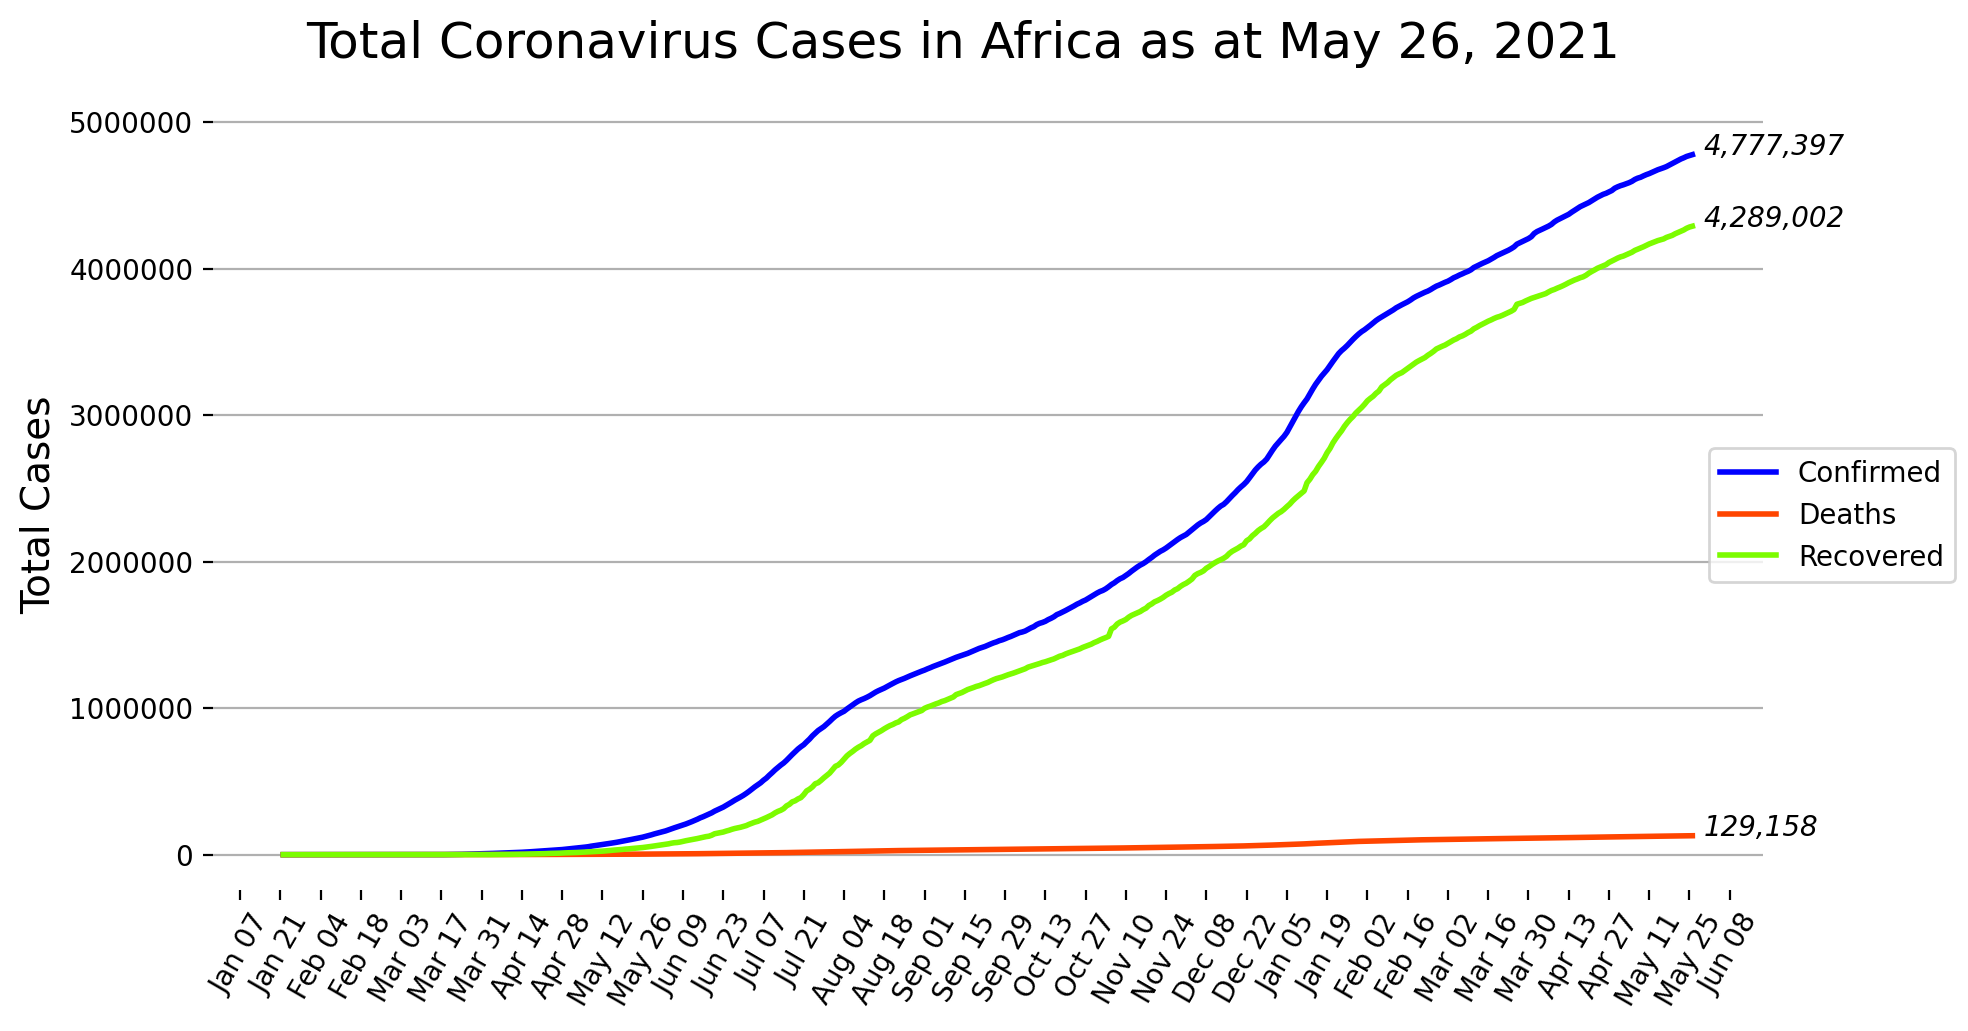 Total Coronavirus Cases in Africa as at May 26, 2021
Total Cases
5000000
4000000
3000000
2000000
1000000
0
4,777,397
4,289,002
129,158
Confirmed
Deaths
Recovered
Jan 07
Jan 21
Feb 04
Feb 18
Mar 03
Mar 17
Mar 31
Apr 14
Apr 28
May 12
May 26
Jun 09
Jun 23
Jul 07
Jul 21
Aug 04
Aug 18
Sep 01
Sep 15
Sep 29
Oct 13
Oct 27
Nov 10
Nov 24
Dec 08
Dec 22
Jan 05
Jan 19
Feb 02
Feb 16
Mar 02
Mar 16
Mar 30
Apr 13
Apr 27
May 11
May 25
Jun 08